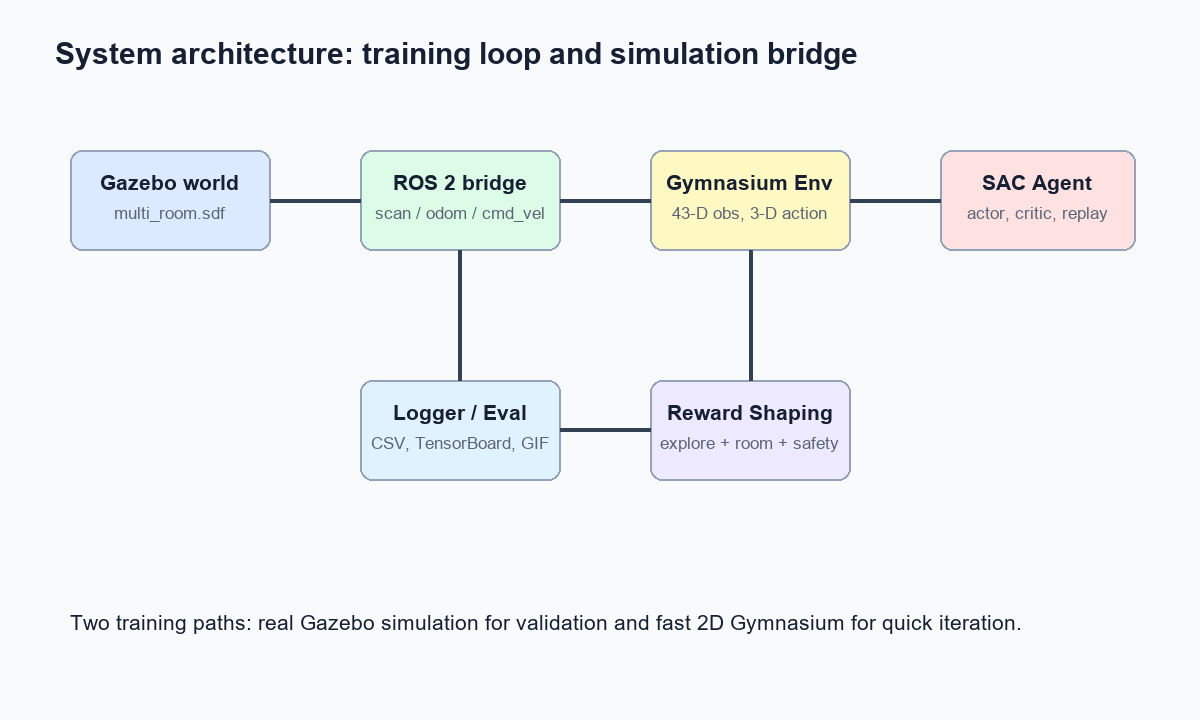 System architecture: training loop and simulation bridge
Gazebo world
multi_room.sdf
ROS 2 bridge
scan / odom / cmd_vel
Gymnasium Env
43-D obs, 3-D action
SAC Agent
actor, critic, replay
Logger / Eval
CSV, TensorBoard, GIF
Reward Shaping
explore + room + safety
Two training paths: real Gazebo simulation for validation and fast 2D Gymnasium for quick iteration.